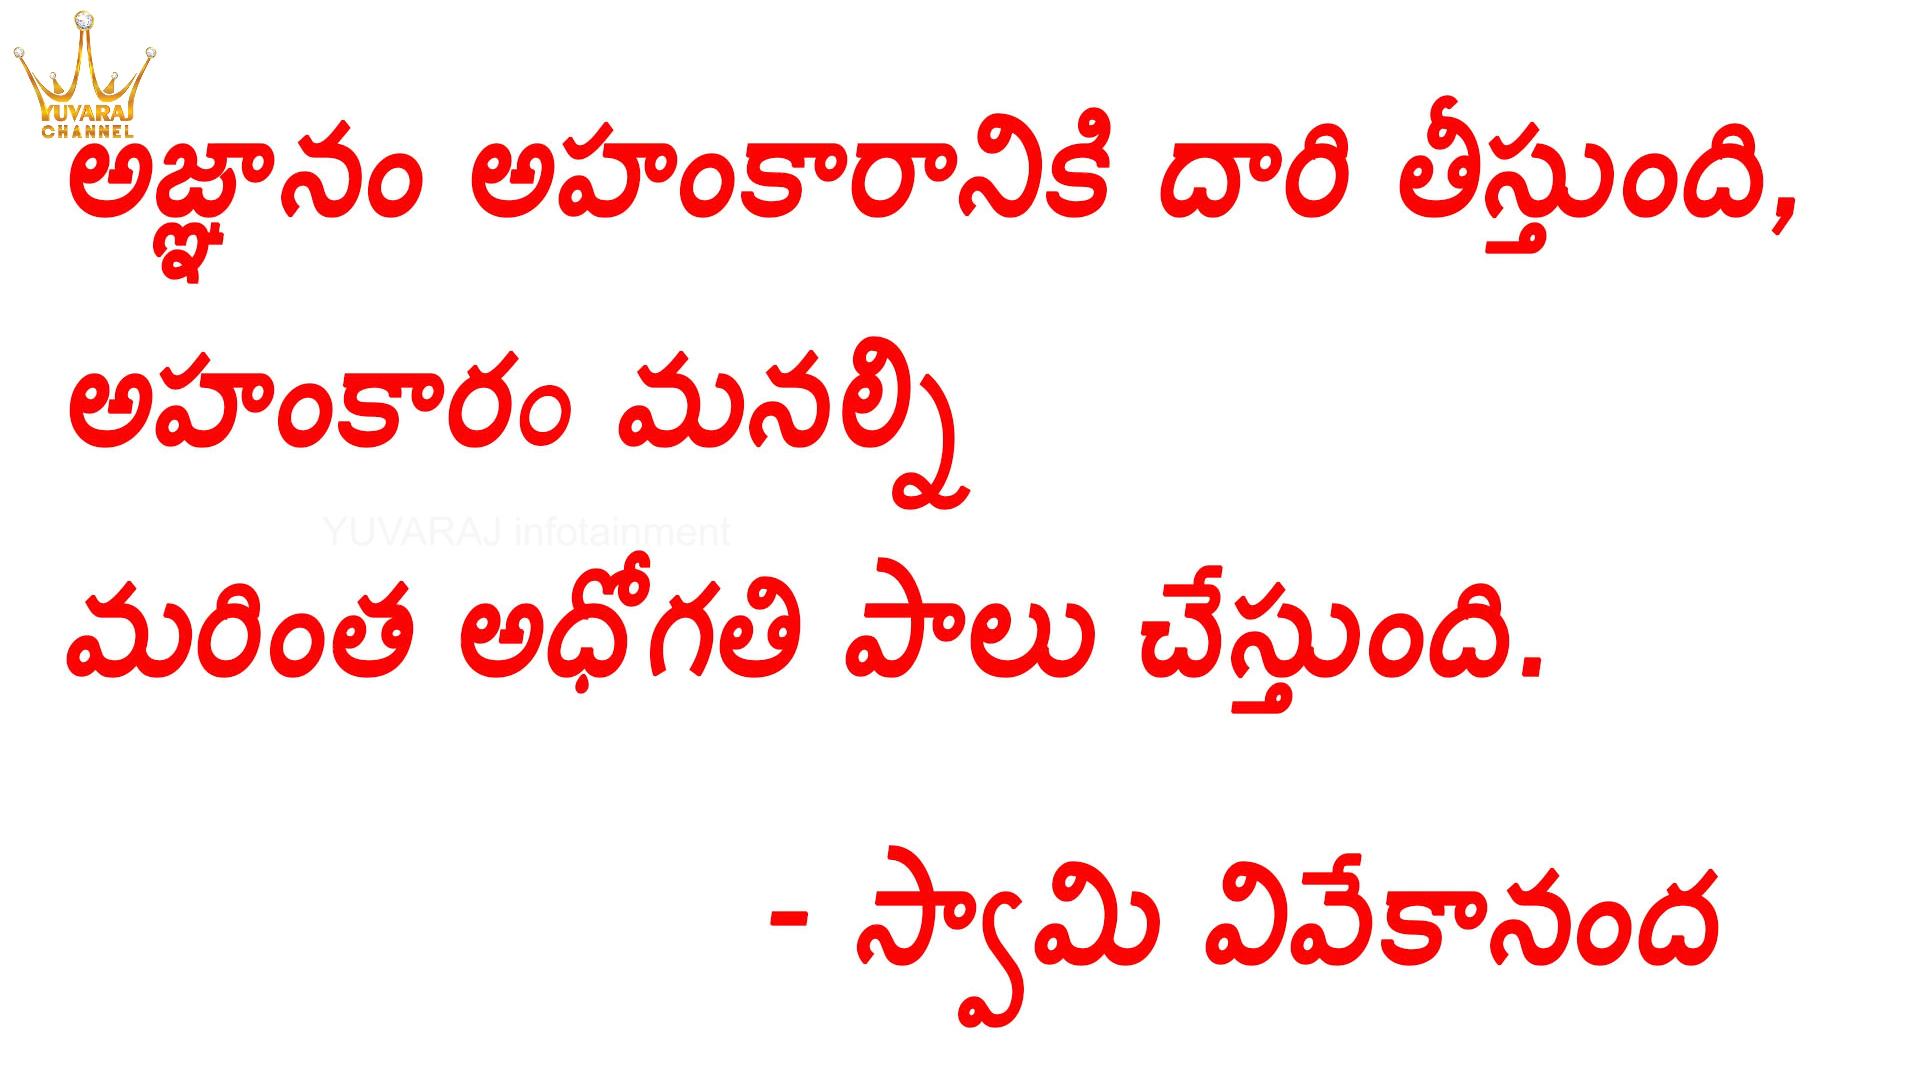 YUVARAJ
CHANNEL
అజ్ఞానం అహంకారానికి దారి తీస్తుంది,
అహంకారం మనల్ని
YUVARAJ infotainment
మరింత అధోగతి పాలు చేస్తుంది.
- స్వామి వివేకానంద